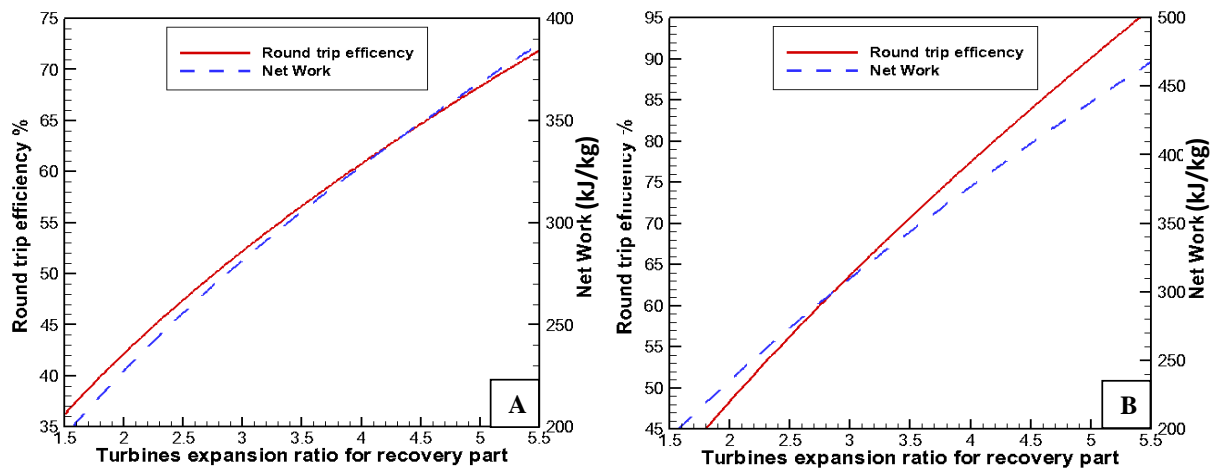 75
70
65
60
55
50
45
40
35
Round trip efficiency %
Round trip efficency
Net Work
400
350
300
250
200
Net Work (kJ/kg)
A
1.5 2 2.5 3 3.5 4 4.5 5 5.5
Turbines expansion ratio for recovery part
95
90
85
80
75
70
65
60
55
50
45
Round trip efficiency %
Round trip efficency
Net Work
500
450
400
350
300
250
200
Net Work (kJ/kg)
B
1.5 2 2.5 3 3.5 4 4.5 5 5.5
Turbines expansion ratio for recovery part